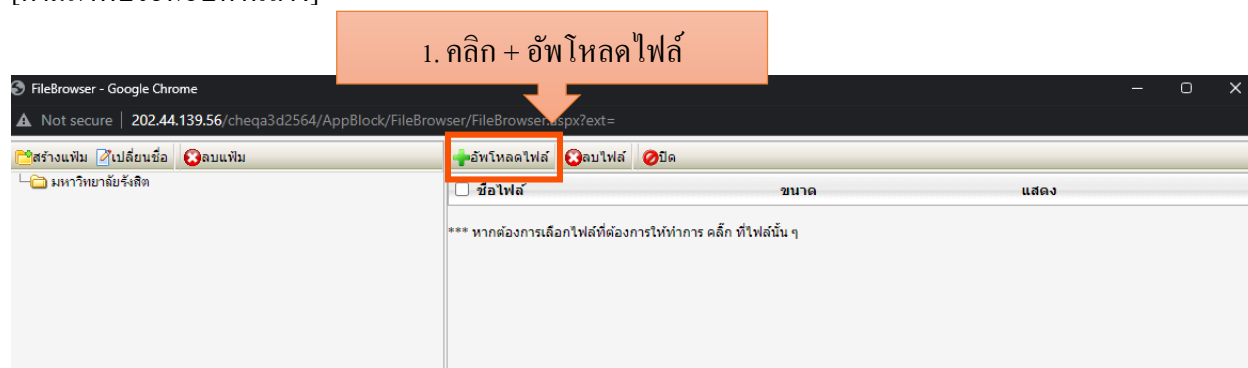 1. คลิก + อัพโหลดไฟล์
FileBrowser - Google Chrome
Not secure | 202.44.139.56/cheqa3d2564/AppBlock/FileBrowser/FileBrowser.aspx?ext=
สร้างแฟ้ม เปลี่ยนชื่อ ลบแฟ้ม
อัพโหลดไฟล์ ลบไฟล์ ปิด
มหาวิทยาลัยรังสิต
ชื่อไฟล์ ขนาด แสดง
*** หากต้องการเลือกไฟล์ที่ต้องการให้ทำการ คลิ๊ก ที่ไฟล์นั้น ๆ